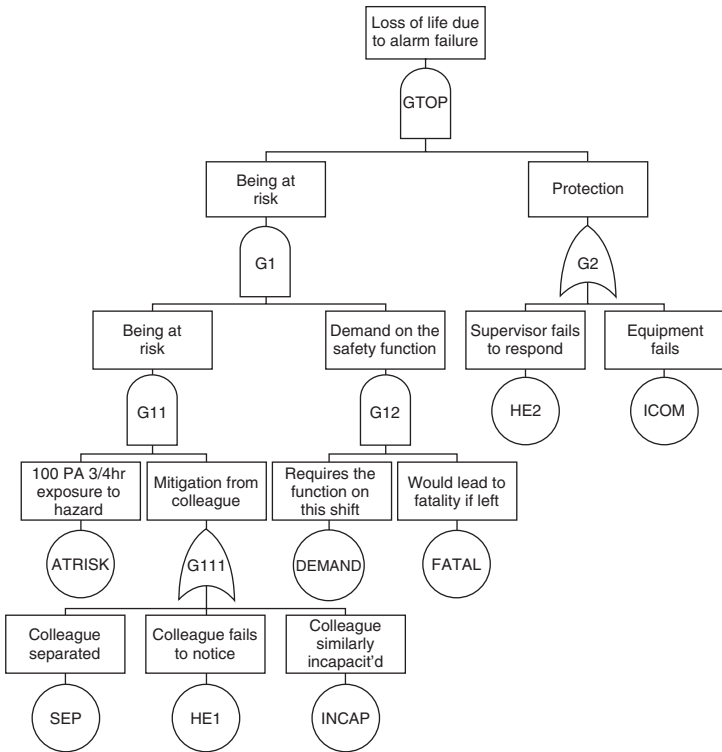 Loss of life due
to alarm failure
GTOP
Being at
risk
Protection
G1
G2
Being at
risk
Demand on the
safety function
Supervisor fails
to respond
Equipment
fails
G11
G12
HE2
ICOM
100 PA 3/4hr
exposure to
hazard
Mitigation from
colleague
Requires the
function on
this shift
Would lead to
fatality if left
ATRISK
G111
DEMAND
FATAL
Colleague
separated
Colleague fails
to notice
Colleague
similarly
incapacit'd
SEP
HE1
INCAP